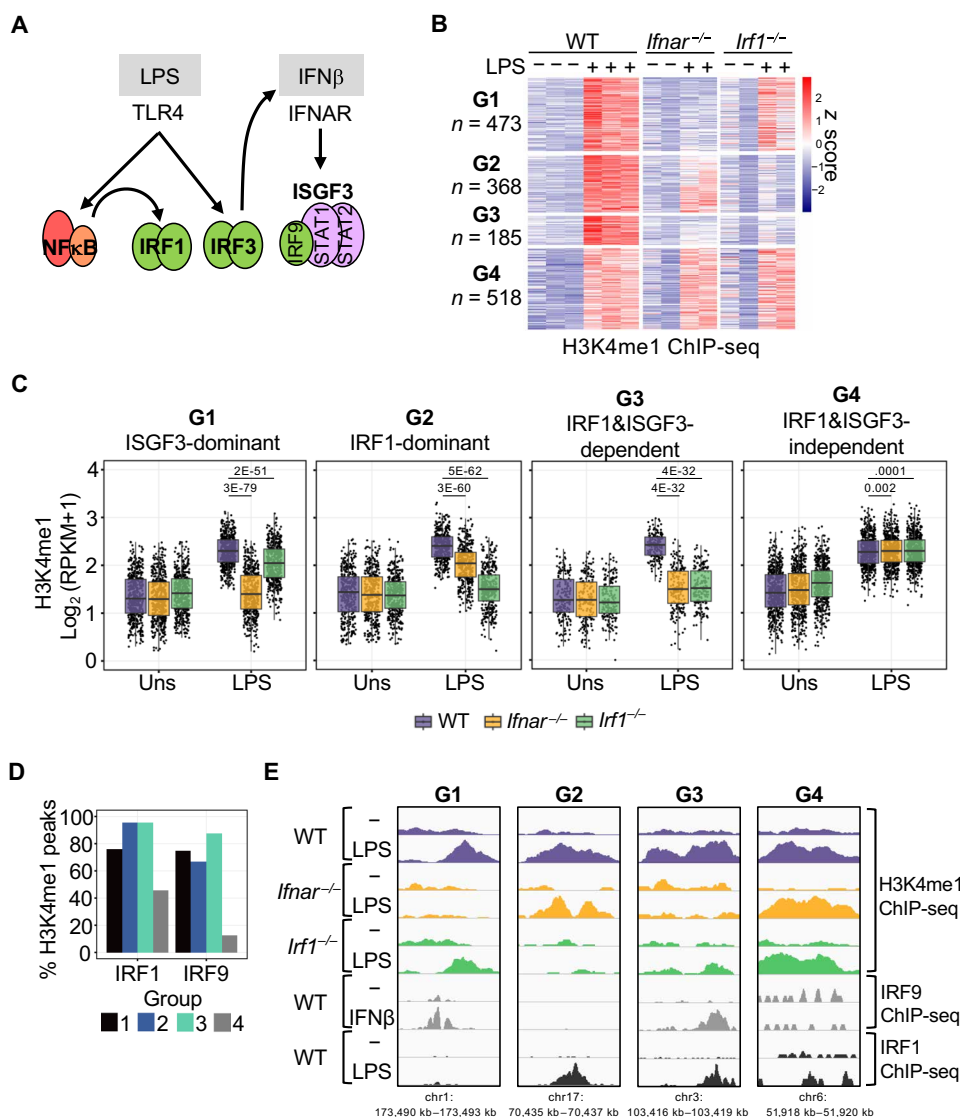 A
LPS
TLR4
IFNβ
IFNAR
ISGF3
NFκB
IRF1
IRF3
IRF9
STAT1
STAT2
B
WT
Ifnar−/−
Irf1−/−
LPS − − − + + + − − + + − − + +
G1
n = 473
G2
n = 368
G3
n = 185
G4
n = 518
2
1
0
−1
−2
z score
H3K4me1 ChIP-seq
C
G1
ISGF3-dominant
G2
IRF1-dominant
G3
IRF1&ISGF3-
dependent
G4
IRF1&ISGF3-
independent
H3K4me1
Log2 (RPKM+1)
4
3
2
1
0
2E-51
3E-79
5E-62
3E-60
4E-32
4E-32
.0001
0.002
Uns LPS
Uns LPS
Uns LPS
Uns LPS
WT Ifnar−/− Irf1−/−
D
% H3K4me1 peaks
100
80
60
40
20
0
IRF1 IRF9
Group
1 2 3 4
E
G1 G2 G3 G4
WT
−
LPS
Ifnar−/−
−
LPS
Irf1−/−
−
LPS
H3K4me1
ChIP-seq
WT
−
IFNβ
IRF9
ChIP-seq
WT
−
LPS
IRF1
ChIP-seq
chr1:
173,490 kb–173,493 kb
chr17:
70,435 kb–70,437 kb
chr3:
103,416 kb–103,419 kb
chr6:
51,918 kb–51,920 kb